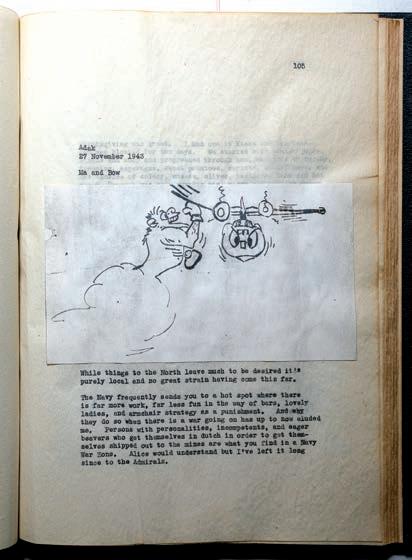 105
Adak
27 November 1943
Ma and Bow
While things to the North leave much to be desired it's
purely local and no great strain having come this far.
The Navy frequently sends you to a hot spot where there
is far more work, far less fun in the way of bars, lovely
ladies, and armchair strategy as a punishment. And why
they do so when there is a war going on has up to now eluded
me. Persons with personalities, incompetents, and eager
beavers who get themselves in dutch in order to get them-
selves shipped out to the mines are what you find in a Navy
War Zone. Alice would understand but I've left it long
since to the Admirals.